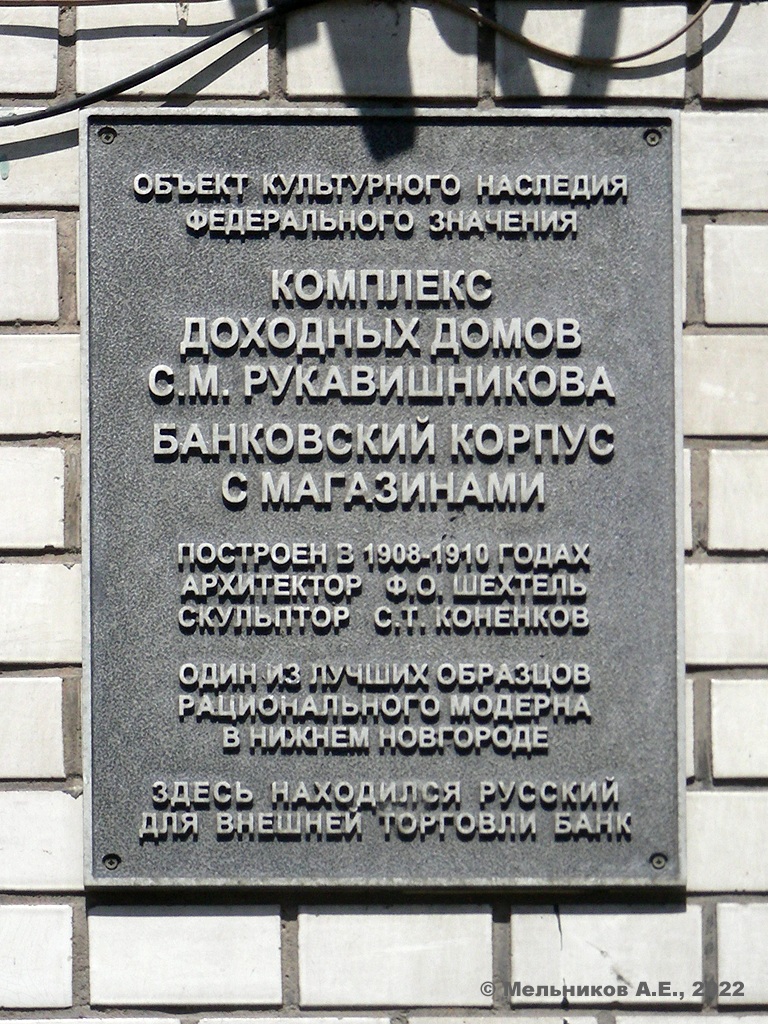 ОБЪЕКТ КУЛЬТУРНОГО НАСЛЕДИЯ
ФЕДЕРАЛЬНОГО ЗНАЧЕНИЯ
КОМПЛЕКС
ДОХОДНЫХ ДОМОВ
С.М. РУКАВИШНИКОВА
БАНКОВСКИЙ КОРПУС
С МАГАЗИНАМИ
ПОСТРОЕН В 1908-1910 ГОДАХ
АРХИТЕКТОР Ф.О. ШЕХТЕЛЬ
СКУЛЬПТОР С.Т. КОНЕНКОВ
ОДИН ИЗ ЛУЧШИХ ОБРАЗЦОВ
РАЦИОНАЛЬНОГО МОДЕРНА
В НИЖНЕМ НОВГОРОДЕ
ЗДЕСЬ НАХОДИЛСЯ РУССКИЙ
ДЛЯ ВНЕШНЕЙ ТОРГОВЛИ БАНК
© Мельников А.Е., 2022